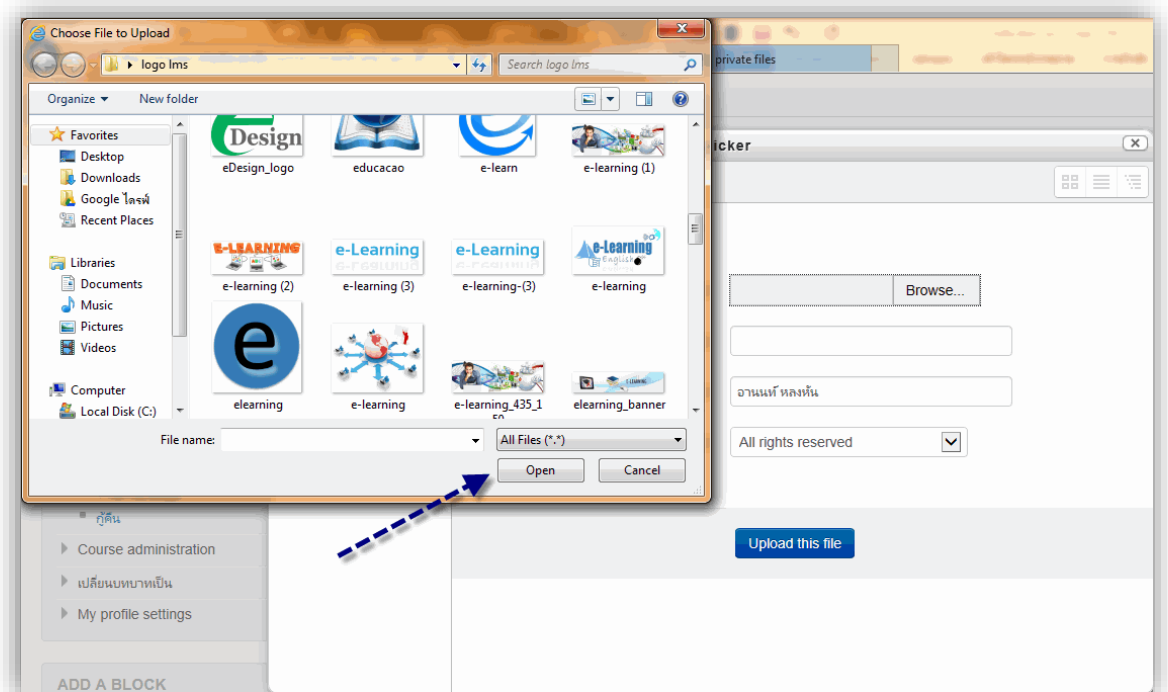 Choose File to Upload
logo lms
Search logo lms
private files
Organize
New folder
icker
Favorites
Desktop
Downloads
Google ไดรฟ์
Recent Places
Libraries
Documents
Music
Pictures
Videos
Computer
Local Disk (C:)
e
Design
eDesign_logo
educacao
e-learn
e-learning (1)
E-LEARNING
e-Learning
e-Learning
e-Learning
English
e-learning (2)
e-learning (3)
e-learning-(3)
e-learning
e
elearning
e-learning
e-learning_435_1
elearning_banner
Browse...
อานนท์ หลงหัน
All rights reserved
File name:
All Files (*.*)
Open
Cancel
กู้คืน
Course administration
เปลี่ยนบทบาทเป็น
My profile settings
Upload this file
ADD A BLOCK